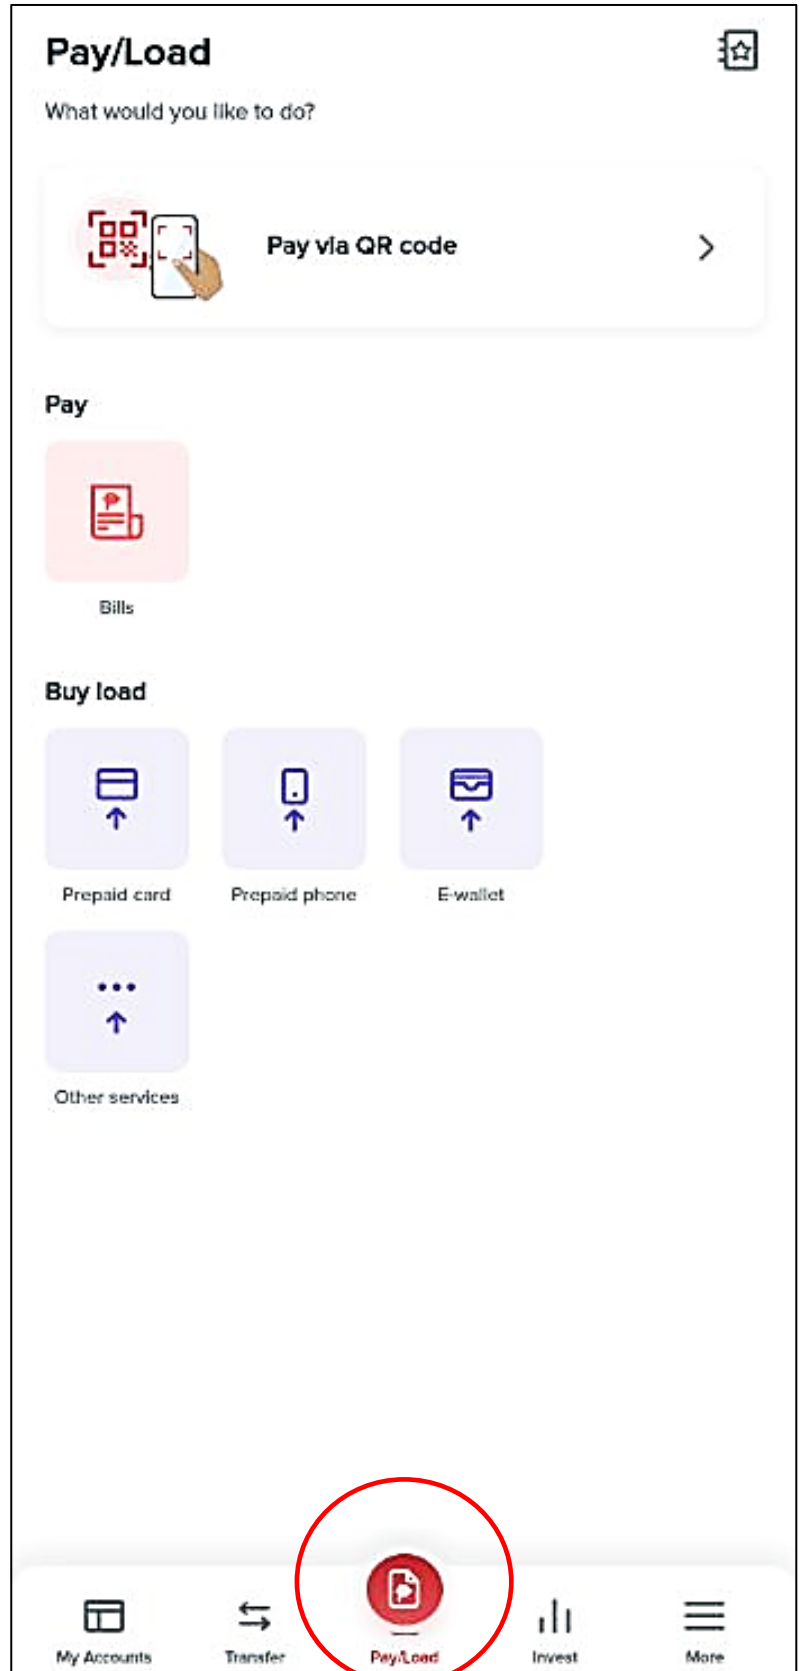 Pay/Load
What would you like to do?
Pay via QR code
Pay
Bills
Buy load
Prepaid card
Prepaid phone
E-wallet
Other services
My Accounts
Transfer
Pay/Load
Invest
More